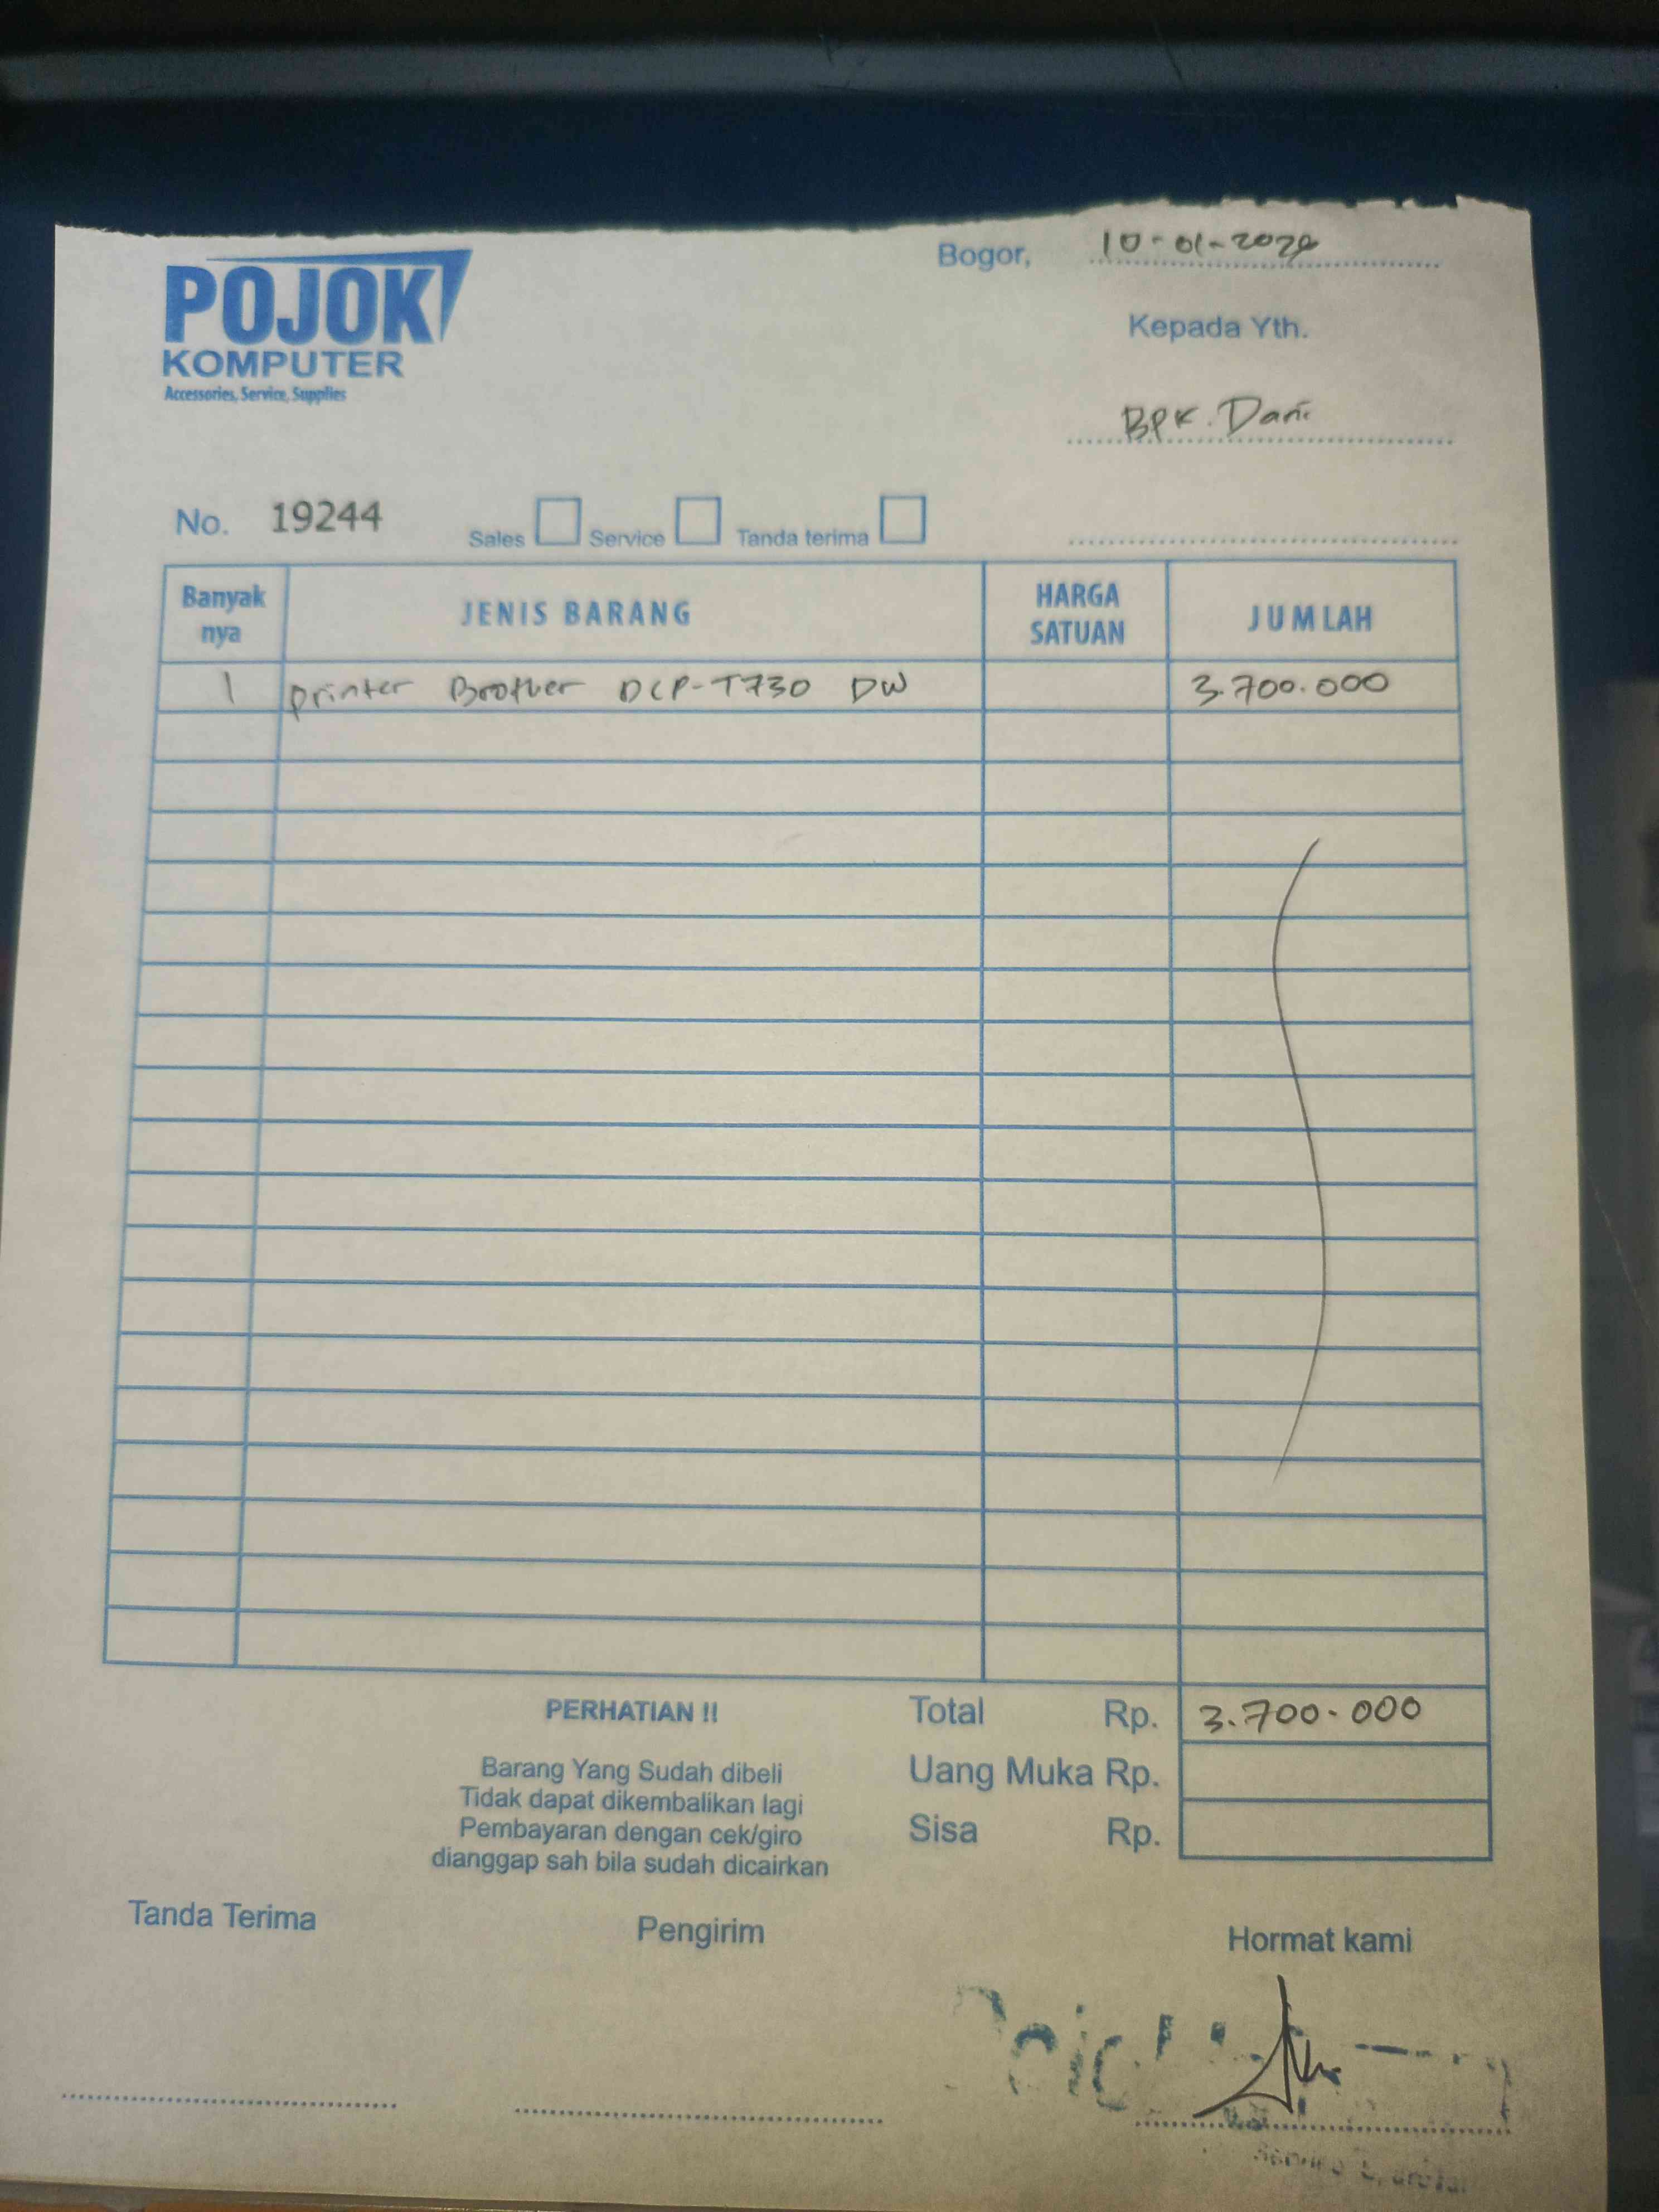 Bogor, 10-01-2026
POJOK
KOMPUTER
Accessories, Service, Supplies
Kepada Yth.
BPK. Dani
No. 19244 Sales Service Tanda terima
Banyak nya JENIS BARANG HARGA SATUAN JUMLAH
1 printer Brother DCP-T730 DW 3.700.000
PERHATIAN !! Total Rp. 3.700.000
Barang Yang Sudah dibeli
Tidak dapat dikembalikan lagi
Pembayaran dengan cek/giro
dianggap sah bila sudah dicairkan
Uang Muka Rp.
Sisa Rp.
Tanda Terima Pengirim Hormat kami